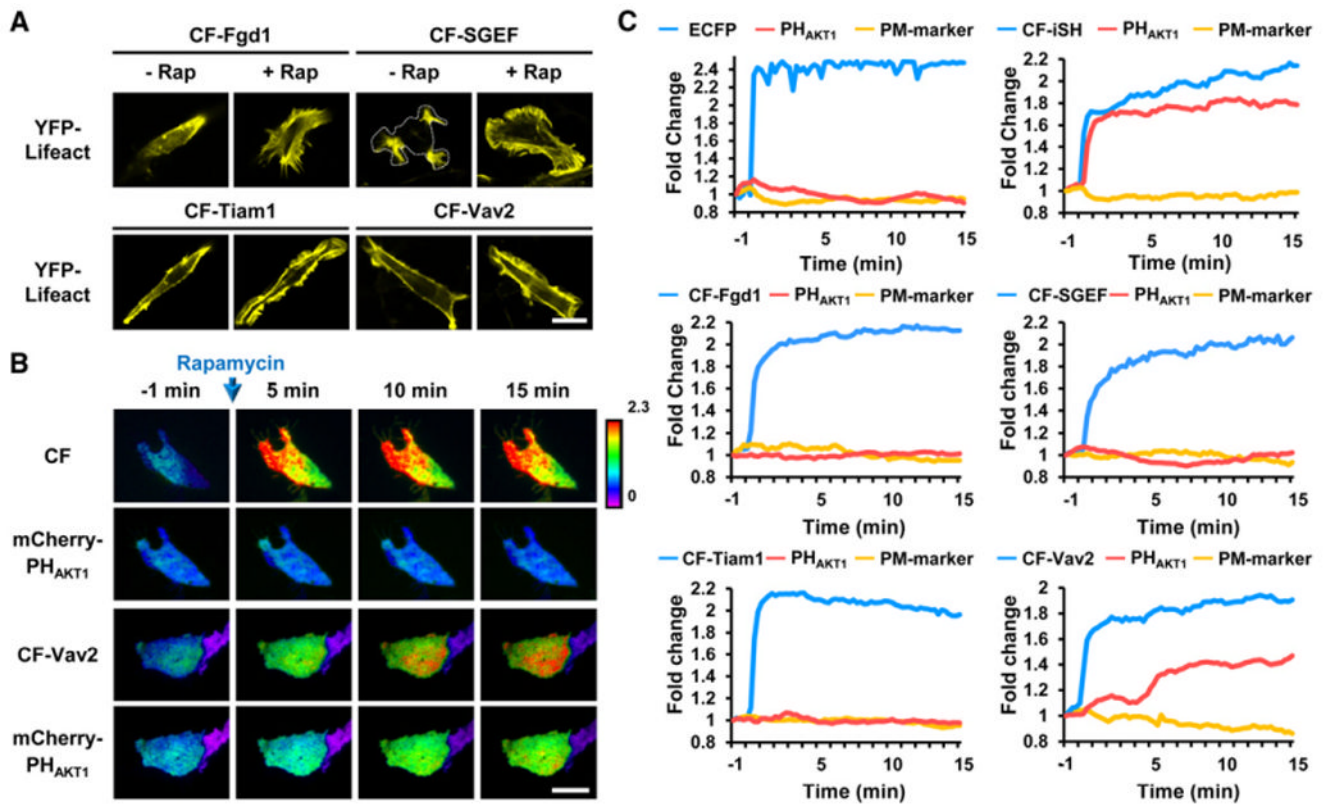 A
CF-Fgd1 CF-SGEF
- Rap + Rap - Rap + Rap
YFP-
Lifeact
CF-Tiam1 CF-Vav2
YFP-
Lifeact
B
Rapamycin
-1 min 5 min 10 min 15 min
2.3
0
CF
mCherry-
PHAKT1
CF-Vav2
mCherry-
PHAKT1
C
ECFP PHAKT1 PM-marker
Fold Change
2.4
2.2
2
1.8
1.6
1.4
1.2
1
0.8
-1 5 10 15
Time (min)
CF-iSH PHAKT1 PM-marker
Fold Change
2.2
2
1.8
1.6
1.4
1.2
1
0.8
-1 5 10 15
Time (min)
CF-Fgd1 PHAKT1 PM-marker
Fold Change
2.2
2
1.8
1.6
1.4
1.2
1
0.8
-1 5 10 15
Time (min)
CF-SGEF PHAKT1 PM-marker
Fold Change
2.2
2
1.8
1.6
1.4
1.2
1
0.8
-1 5 10 15
Time (min)
CF-Tiam1 PHAKT1 PM-marker
Fold change
2.2
2
1.8
1.6
1.4
1.2
1
0.8
-1 5 10 15
Time (min)
CF-Vav2 PHAKT1 PM-marker
Fold change
2
1.8
1.6
1.4
1.2
1
0.8
-1 5 10 15
Time (min)